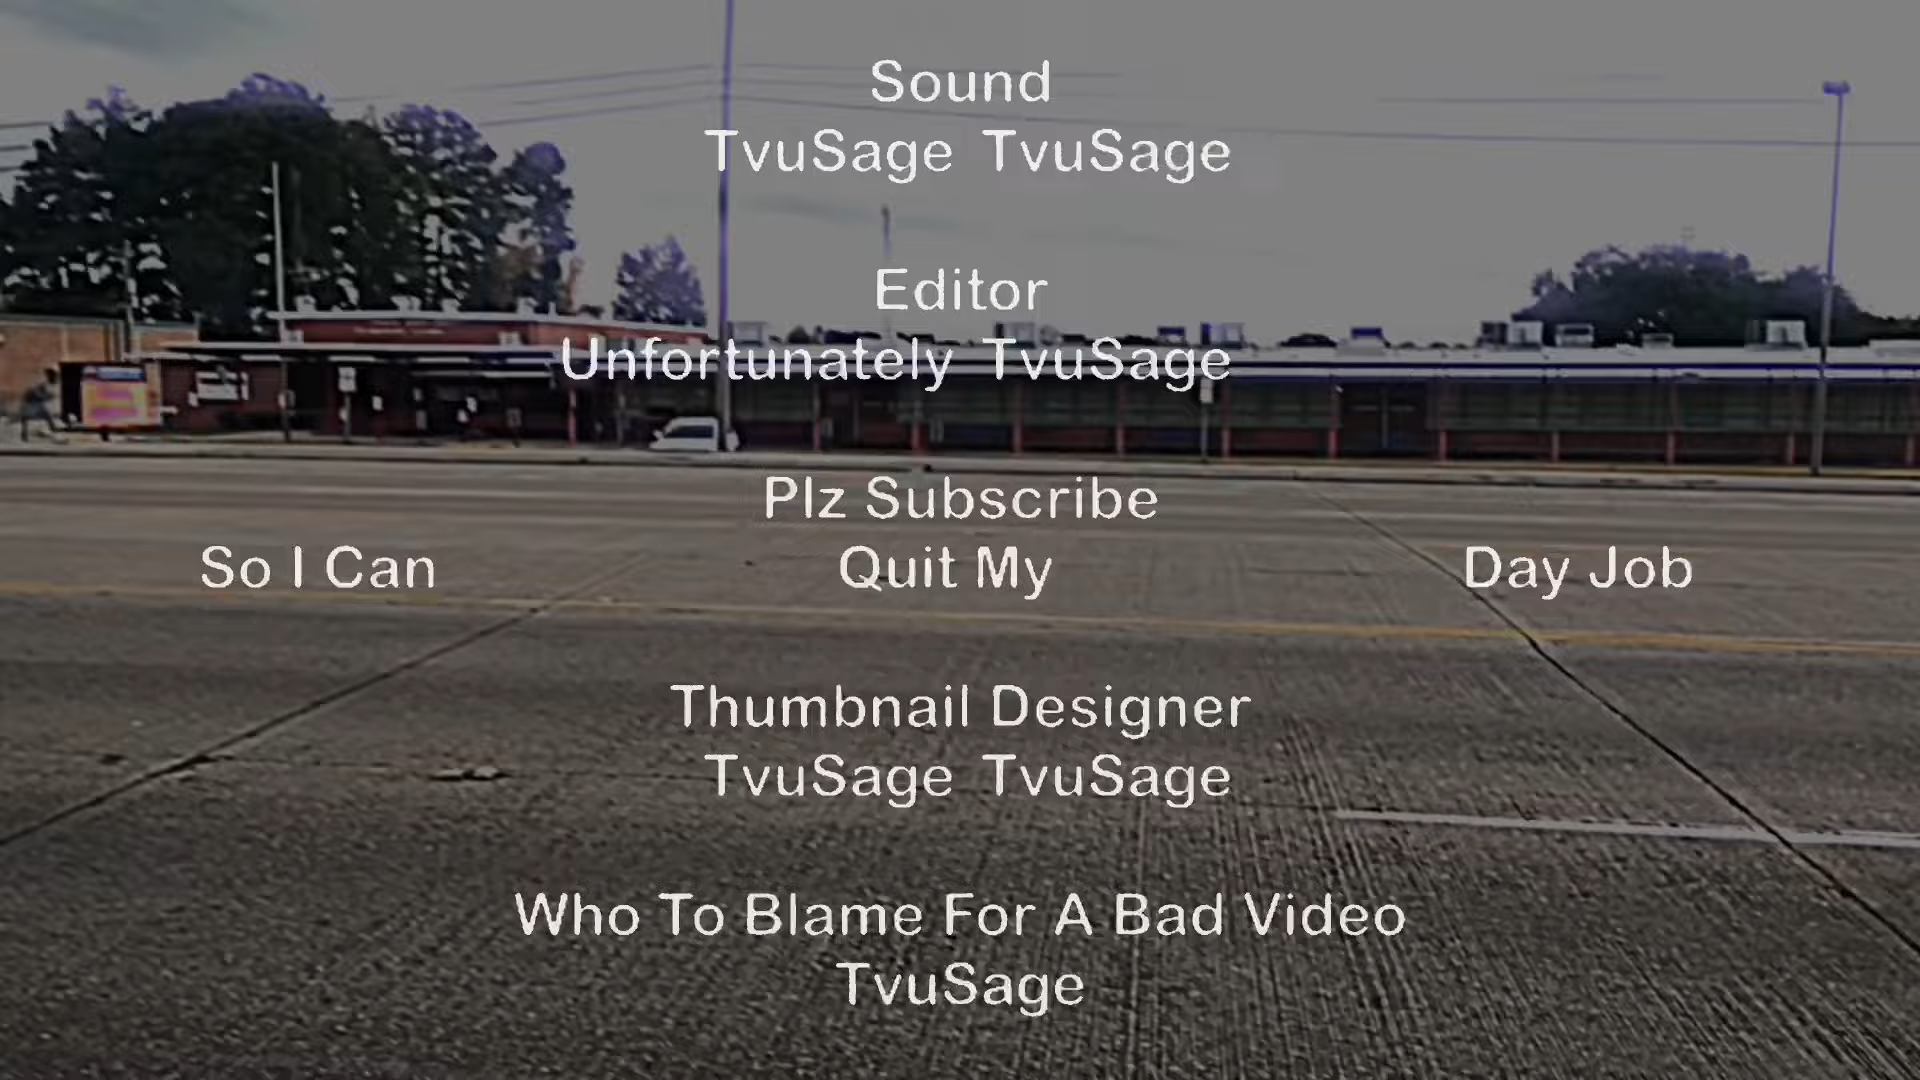 Sound
TvuSage TvuSage
Editor
Unfortunately TvuSage
Plz Subscribe
So I Can Quit My Day Job
Thumbnail Designer
TvuSage TvuSage
Who To Blame For A Bad Video
TvuSage